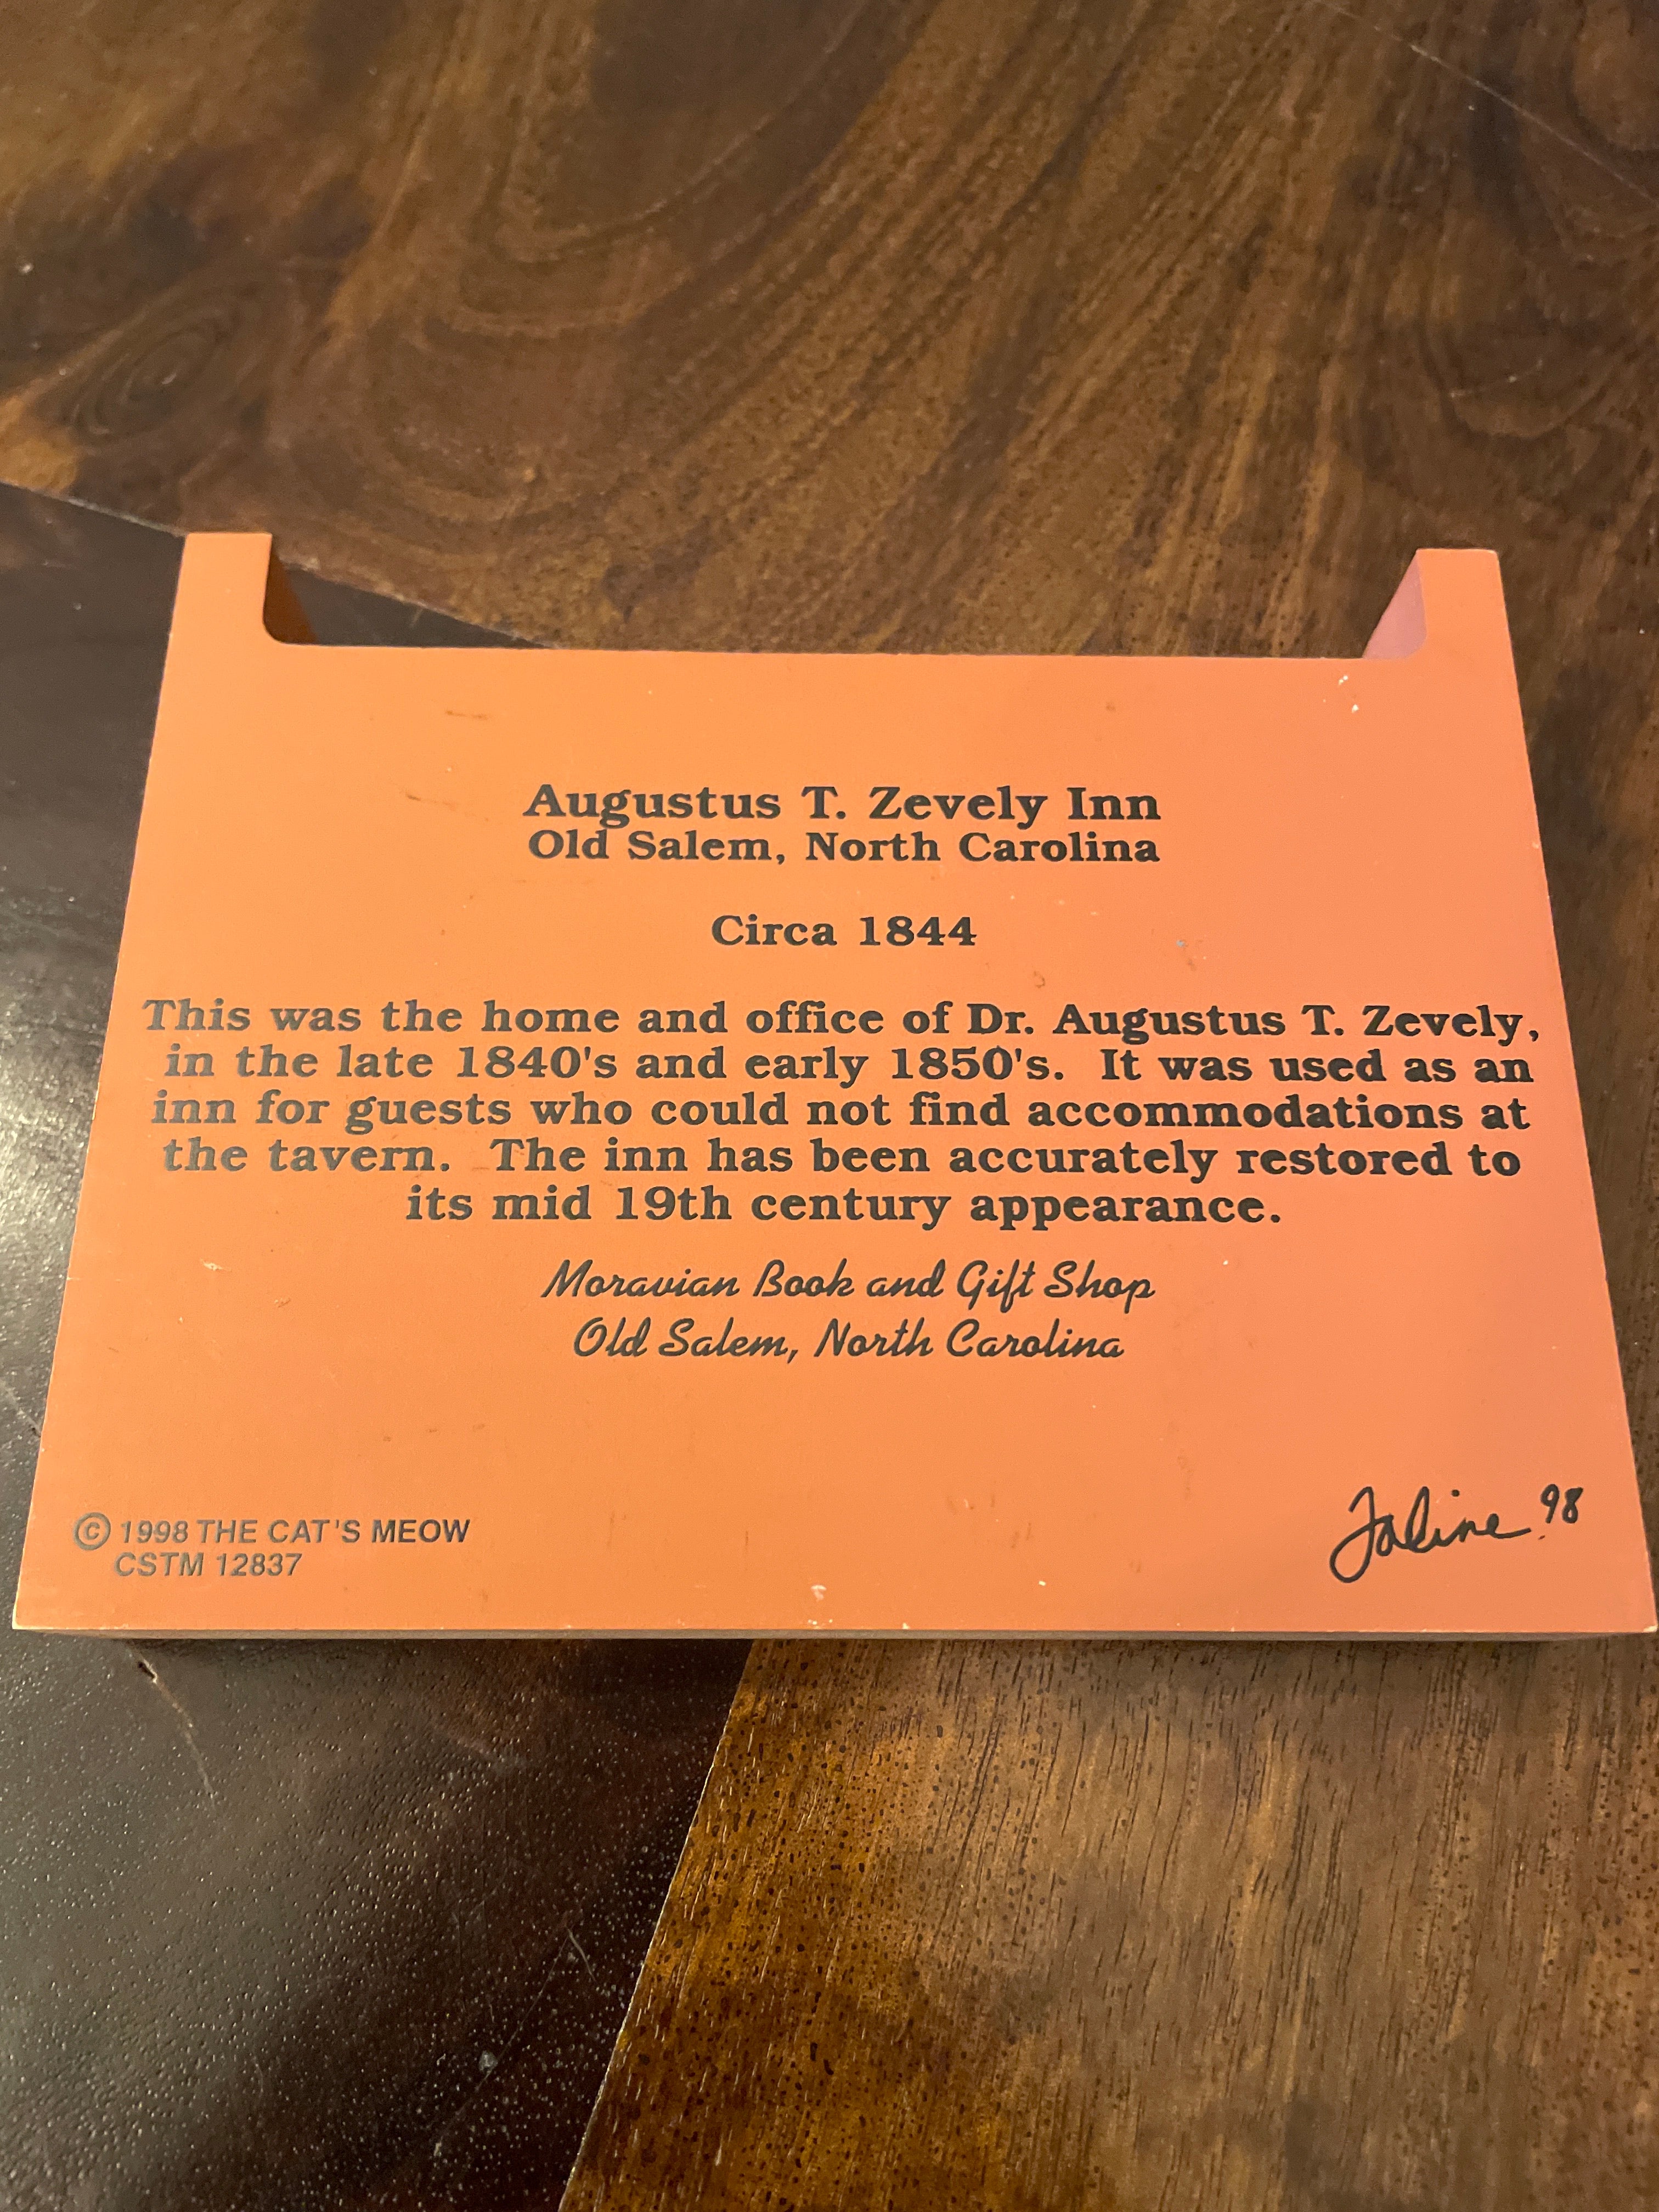 Augustus T. Zevely Inn
Old Salem, North Carolina
Circa 1844
This was the home and office of Dr. Augustus T. Zevely,
in the late 1840's and early 1850's. It was used as an
inn for guests who could not find accommodations at
the tavern. The inn has been accurately restored to
its mid 19th century appearance.
Moravian Book and Gift Shop
Old Salem, North Carolina
© 1998 THE CAT'S MEOW
CSTM 12837
Faline '98